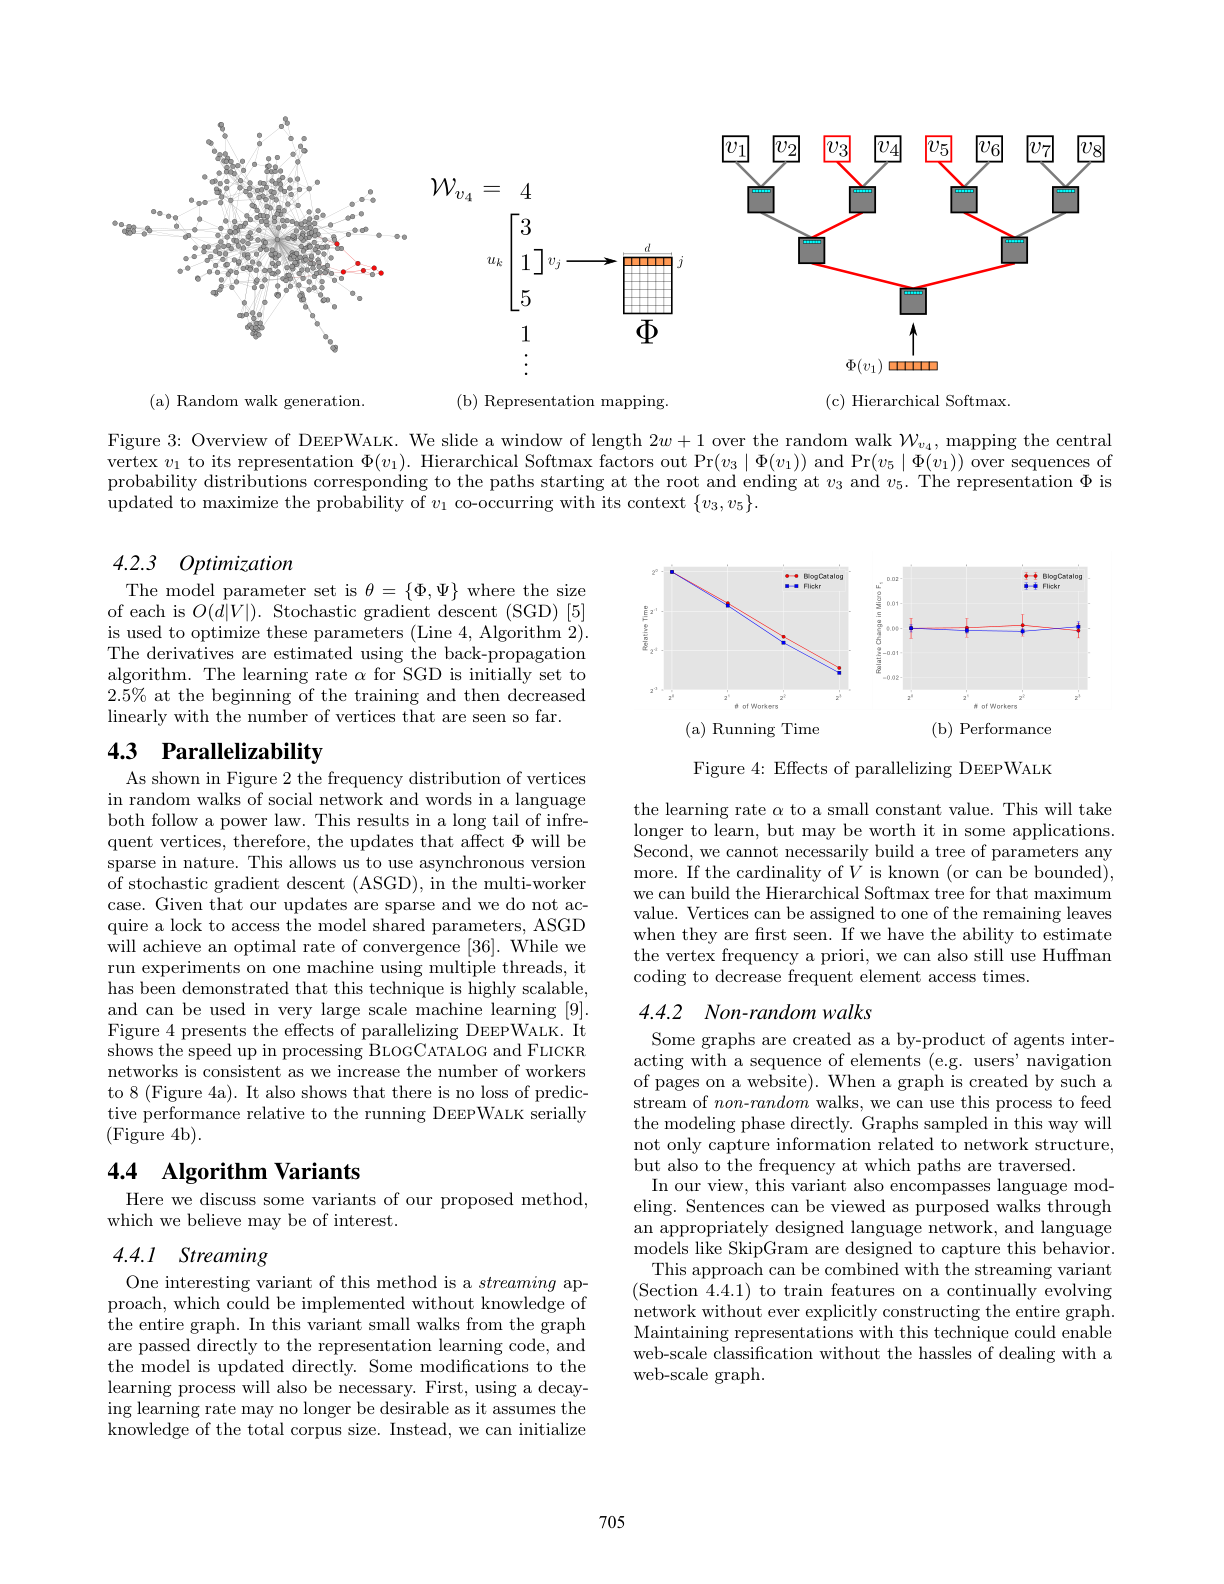 𝒲v4 = 4
3
uk 1 vj
5
1
⋮
d
j
Φ
v1 v2 v3 v4 v5 v6 v7 v8
Φ(v1)
(a) Random walk generation.
(b) Representation mapping.
(c) Hierarchical Softmax.
Figure 3: Overview of DEEPWALK. We slide a window of length 2w + 1 over the random walk 𝒲v4, mapping the central
vertex v1 to its representation Φ(v1). Hierarchical Softmax factors out Pr(v3 | Φ(v1)) and Pr(v5 | Φ(v1)) over sequences of
probability distributions corresponding to the paths starting at the root and ending at v3 and v5. The representation Φ is
updated to maximize the probability of v1 co-occurring with its context {v3, v5}.
4.2.3 Optimization
The model parameter set is θ = {Φ, Ψ} where the size
of each is O(d|V|). Stochastic gradient descent (SGD) [5]
is used to optimize these parameters (Line 4, Algorithm 2).
The derivatives are estimated using the back-propagation
algorithm. The learning rate α for SGD is initially set to
2.5% at the beginning of the training and then decreased
linearly with the number of vertices that are seen so far.
4.3 Parallelizability
As shown in Figure 2 the frequency distribution of vertices
in random walks of social network and words in a language
both follow a power law. This results in a long tail of infre-
quent vertices, therefore, the updates that affect Φ will be
sparse in nature. This allows us to use asynchronous version
of stochastic gradient descent (ASGD), in the multi-worker
case. Given that our updates are sparse and we do not ac-
quire a lock to access the model shared parameters, ASGD
will achieve an optimal rate of convergence [36]. While we
run experiments on one machine using multiple threads, it
has been demonstrated that this technique is highly scalable,
and can be used in very large scale machine learning [9].
Figure 4 presents the effects of parallelizing DEEPWALK. It
shows the speed up in processing BLOGCATALOG and FLICKR
networks is consistent as we increase the number of workers
to 8 (Figure 4a). It also shows that there is no loss of predic-
tive performance relative to the running DEEPWALK serially
(Figure 4b).
4.4 Algorithm Variants
Here we discuss some variants of our proposed method,
which we believe may be of interest.
4.4.1 Streaming
One interesting variant of this method is a streaming ap-
proach, which could be implemented without knowledge of
the entire graph. In this variant small walks from the graph
are passed directly to the representation learning code, and
the model is updated directly. Some modifications to the
learning process will also be necessary. First, using a decay-
ing learning rate may no longer be desirable as it assumes the
knowledge of the total corpus size. Instead, we can initialize
BlogCatalog
Flickr
Relative Time
# of Workers
(a) Running Time
BlogCatalog
Flickr
0.02
0.01
0.00
−0.01
−0.02
Relative Change in Micro F1
# of Workers
(b) Performance
Figure 4: Effects of parallelizing DEEPWALK
the learning rate α to a small constant value. This will take
longer to learn, but may be worth it in some applications.
Second, we cannot necessarily build a tree of parameters any
more. If the cardinality of V is known (or can be bounded),
we can build the Hierarchical Softmax tree for that maximum
value. Vertices can be assigned to one of the remaining leaves
when they are first seen. If we have the ability to estimate
the vertex frequency a priori, we can also still use Huffman
coding to decrease frequent element access times.
4.4.2 Non-random walks
Some graphs are created as a by-product of agents inter-
acting with a sequence of elements (e.g. users’ navigation
of pages on a website). When a graph is created by such a
stream of non-random walks, we can use this process to feed
the modeling phase directly. Graphs sampled in this way will
not only capture information related to network structure,
but also to the frequency at which paths are traversed.
In our view, this variant also encompasses language mod-
eling. Sentences can be viewed as purposed walks through
an appropriately designed language network, and language
models like SkipGram are designed to capture this behavior.
This approach can be combined with the streaming variant
(Section 4.4.1) to train features on a continually evolving
network without ever explicitly constructing the entire graph.
Maintaining representations with this technique could enable
web-scale classification without the hassles of dealing with a
web-scale graph.
705